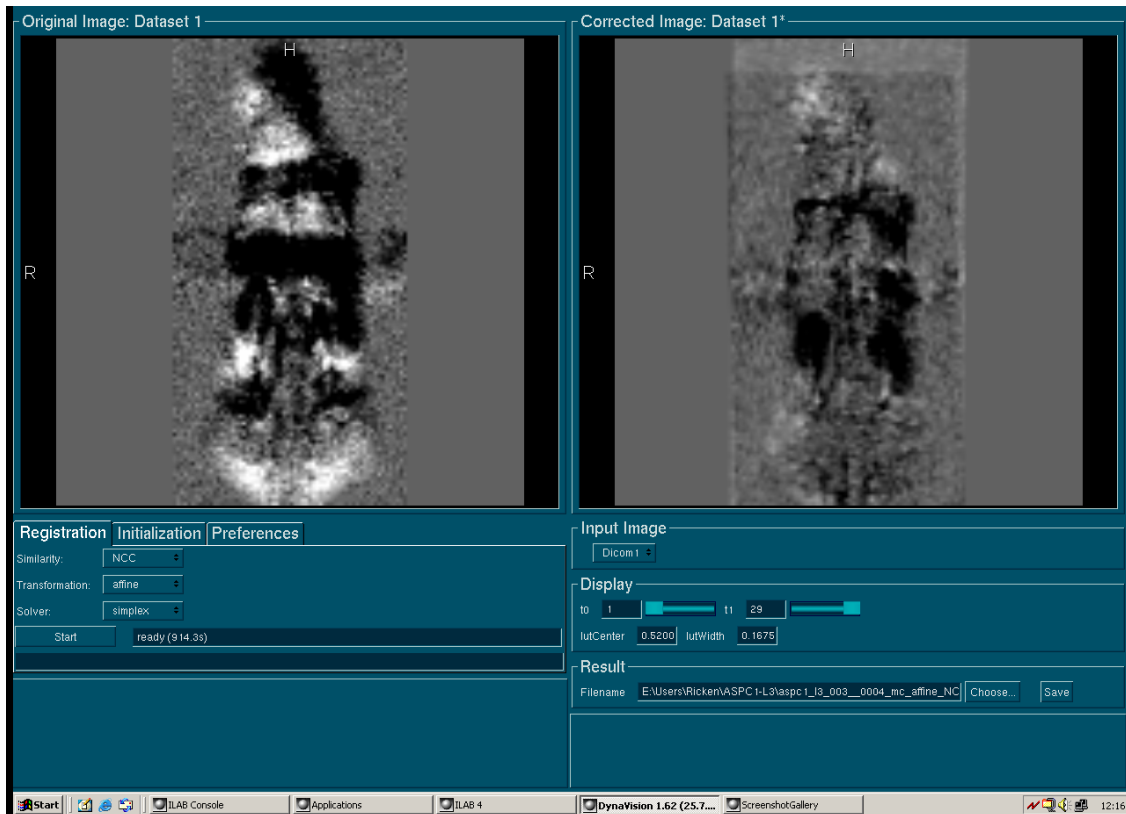 Original Image: Dataset 1
H
R
Corrected Image: Dataset 1*
H
R
Registration Initialization Preferences
Similarity: NCC
Transformation: affine
Solver: simplex
Start ready (914.3s)
Input Image
Dicom1
Display
t0 1 t1 29
lutCenter 0.5200 lutWidth 0.1675
Result
Filename E:\Users\Ricken\ASPC1-L3\aspc1_l3_003__0004_mc_affine_NC Choose... Save
Start ILAB Console Applications ILAB 4 DynaVision 1.62 (25.7.... ScreenshotGallery 12:16